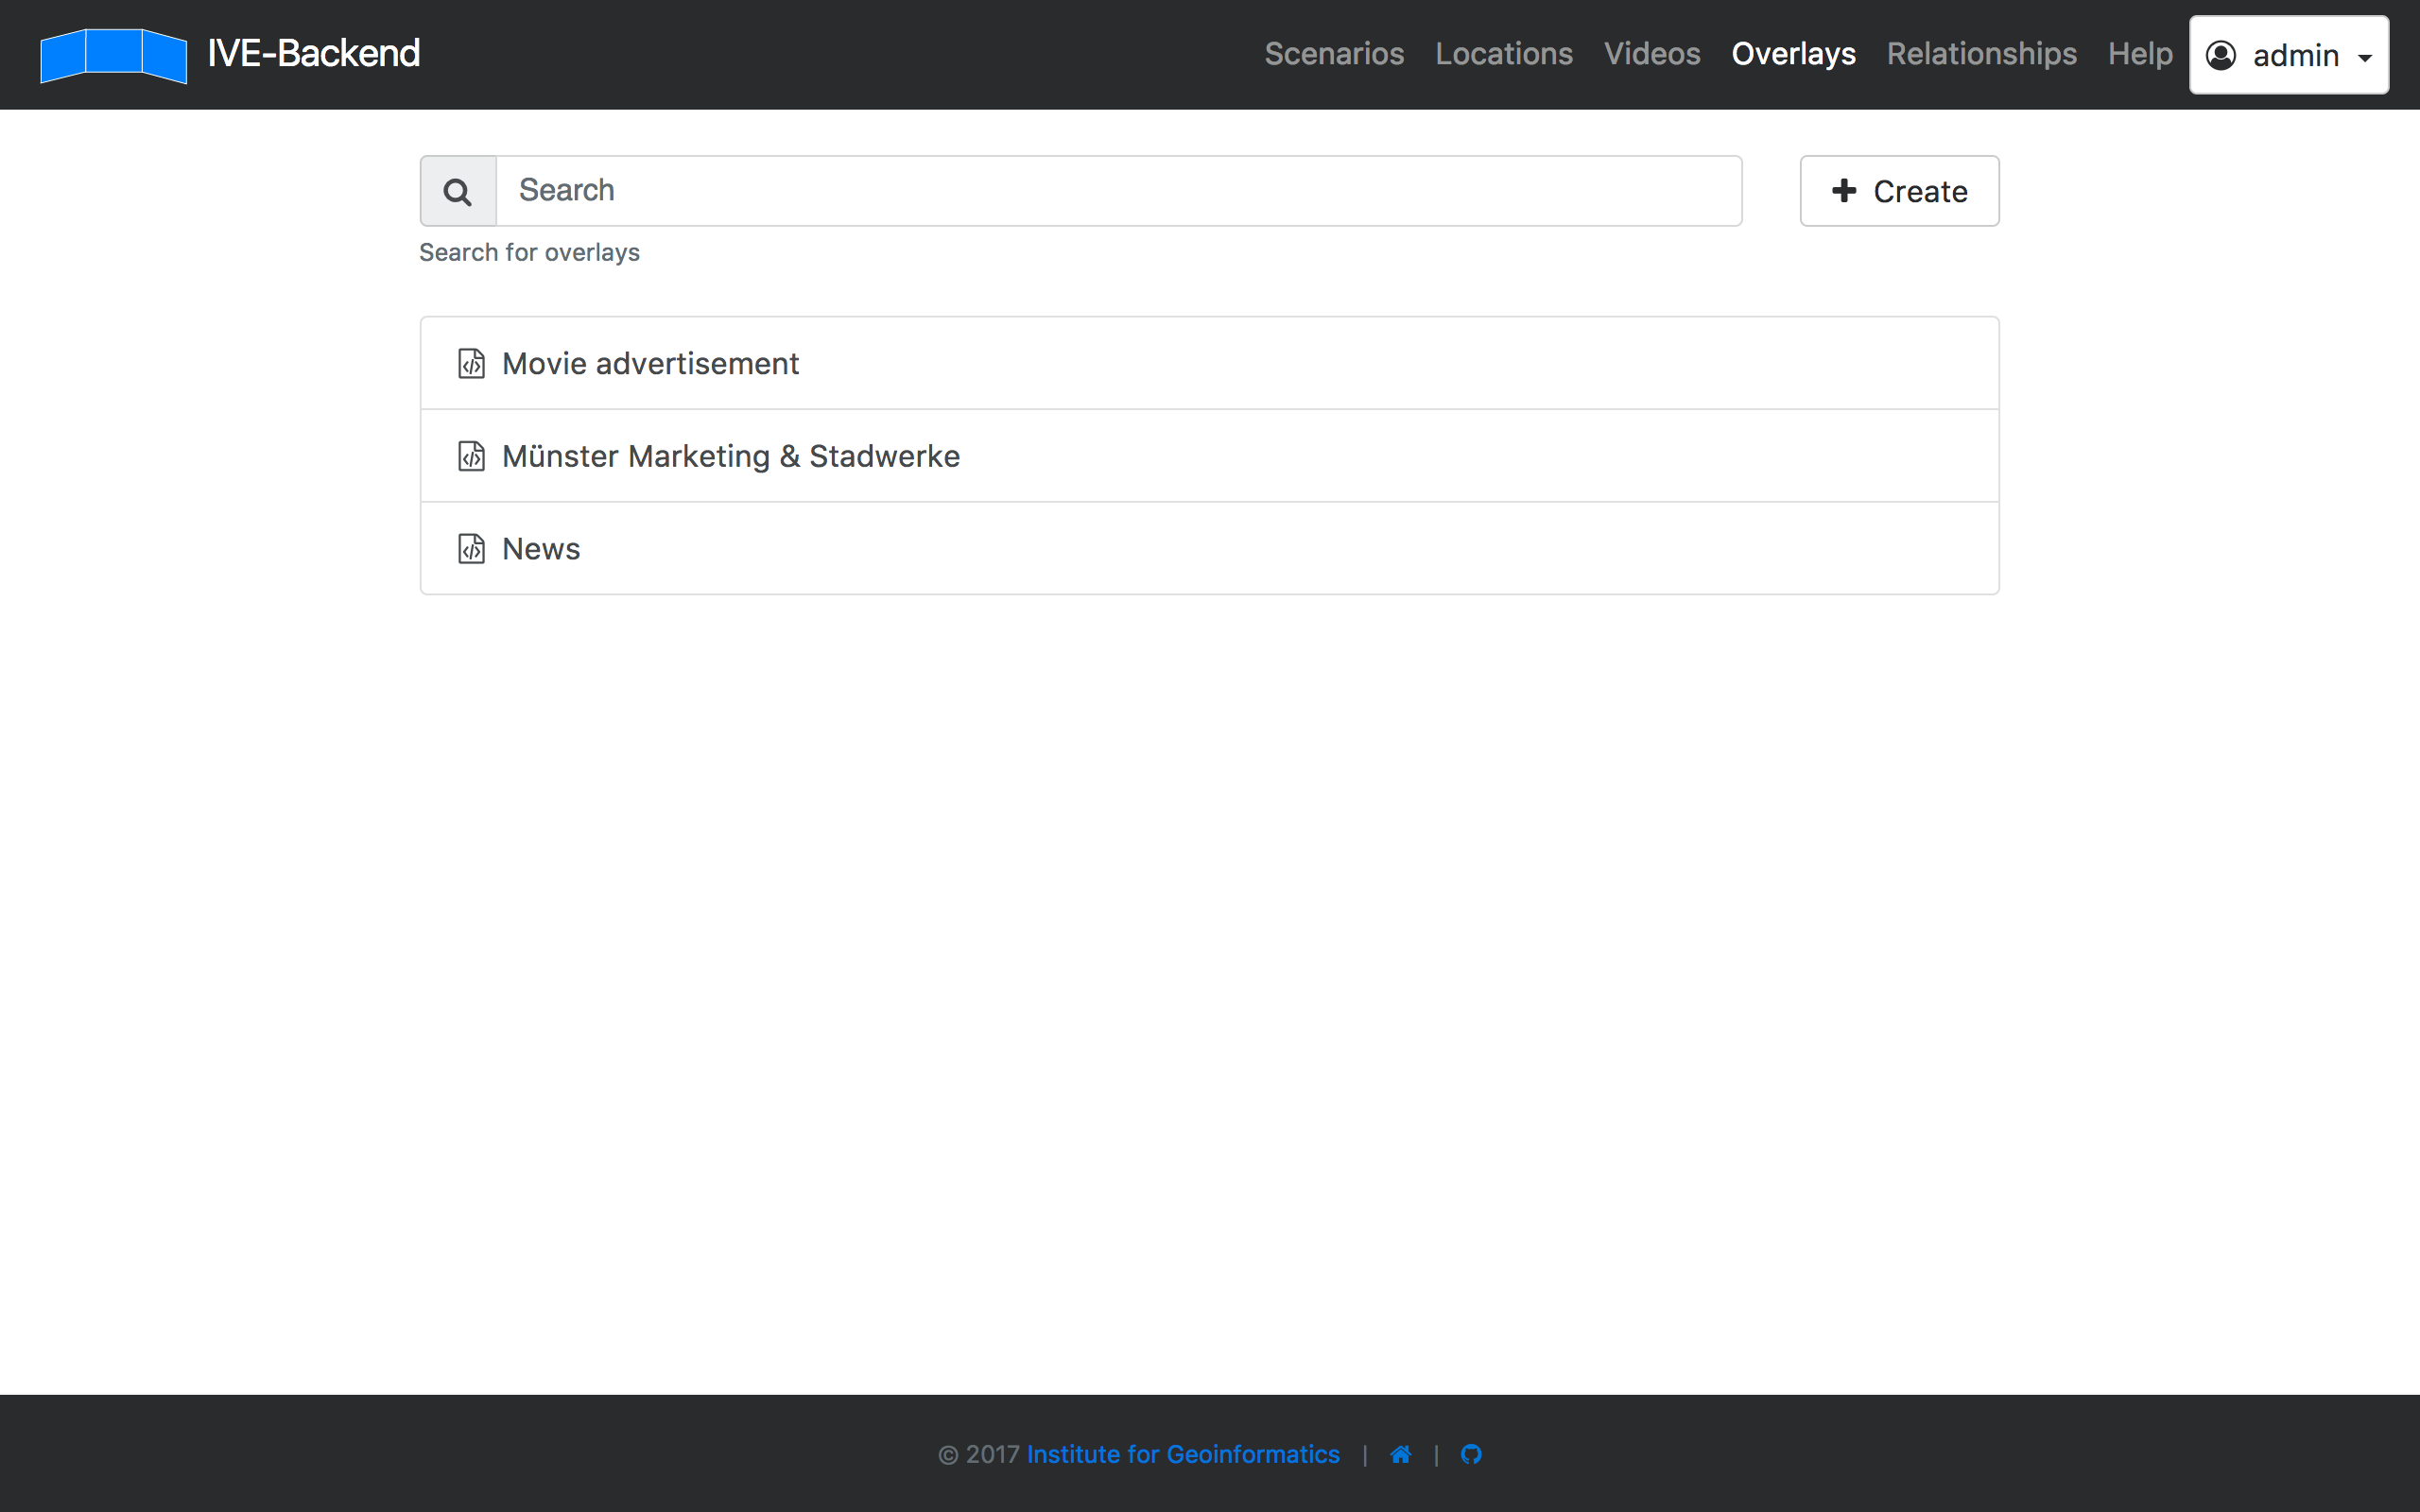 IVE-Backend
Scenarios Locations Videos Overlays Relationships Help admin
Search
Create
Search for overlays
Movie advertisement
Münster Marketing & Stadwerke
News
© 2017 Institute for Geoinformatics | |